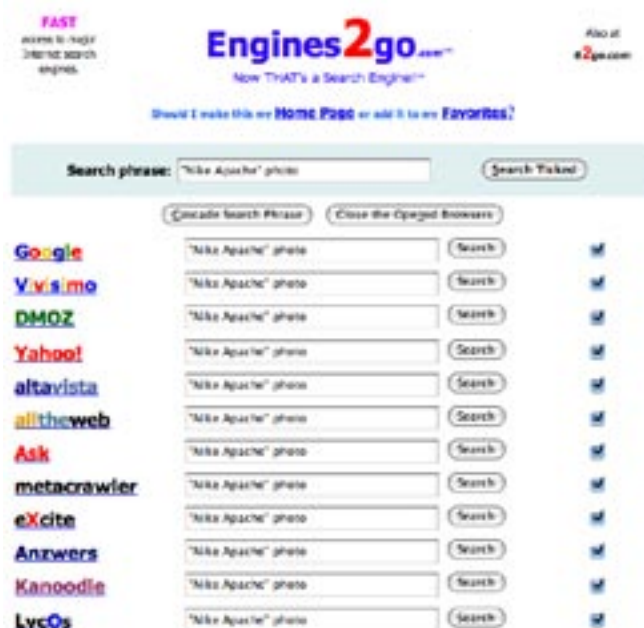 FAST
access to major
Internet search
engines.
Engines2go.com™
Now THAT's a Search Engine!™
Also at
e2go.com
Should I make this my Home Page or add it to my Favorites?
Search phrase: "Nike Apache" photo Search Ticked
Cascade Search Phrase Close the Opened Browsers
Google "Nike Apache" photo Search
Vivisimo "Nike Apache" photo Search
DMOZ "Nike Apache" photo Search
Yahoo! "Nike Apache" photo Search
altavista "Nike Apache" photo Search
alltheweb "Nike Apache" photo Search
Ask "Nike Apache" photo Search
metacrawler "Nike Apache" photo Search
eXcite "Nike Apache" photo Search
Anzwers "Nike Apache" photo Search
Kanoodle "Nike Apache" photo Search
LycOs "Nike Apache" photo Search